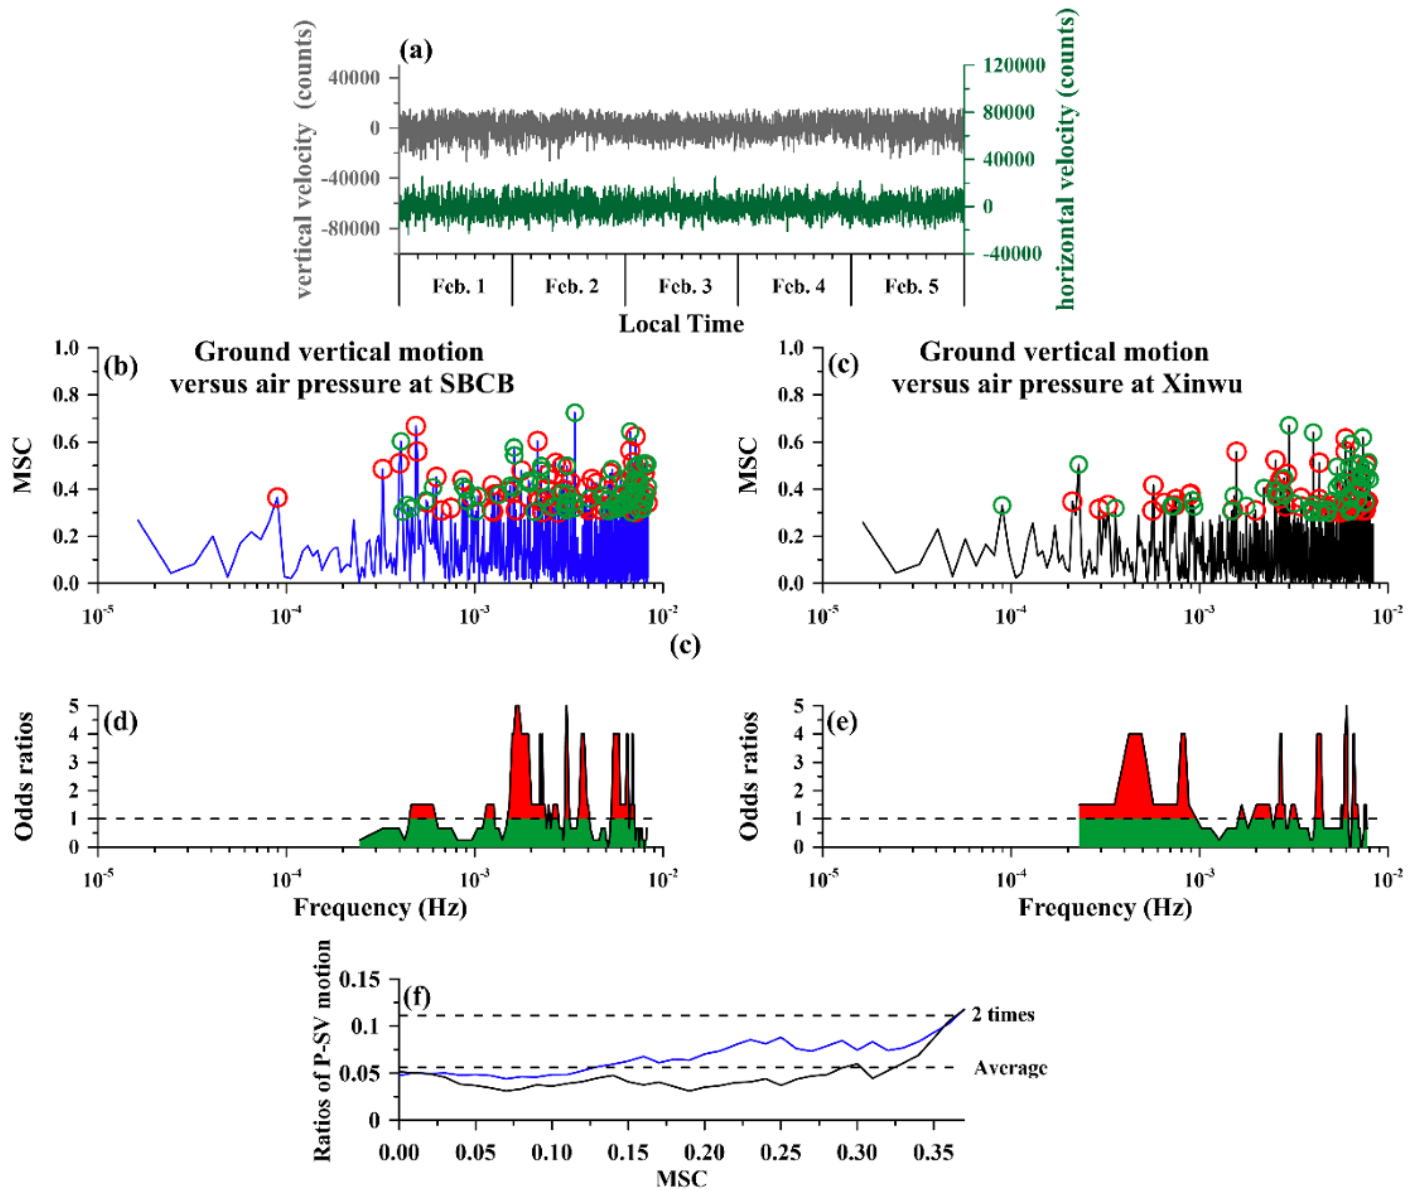 (a)
vertical velocity (counts)
40000
0
-40000
-80000
120000
80000
40000
0
-40000
horizontal velocity (counts)
Feb. 1 Feb. 2 Feb. 3 Feb. 4 Feb. 5
Local Time
(b)
Ground vertical motion
versus air pressure at SBCB
MSC
1.0
0.8
0.6
0.4
0.2
0.0
10-5 10-4 10-3 10-2
(c)
Ground vertical motion
versus air pressure at Xinwu
MSC
1.0
0.8
0.6
0.4
0.2
0.0
10-5 10-4 10-3 10-2
(c)
(d)
Odds ratios
5
4
3
2
1
0
10-5 10-4 10-3 10-2
Frequency (Hz)
(e)
Odds ratios
5
4
3
2
1
0
10-5 10-4 10-3 10-2
Frequency (Hz)
(f)
Ratios of P-SV motion
0.15
0.1
0.05
0
2 times
Average
0.00 0.05 0.10 0.15 0.20 0.25 0.30 0.35
MSC